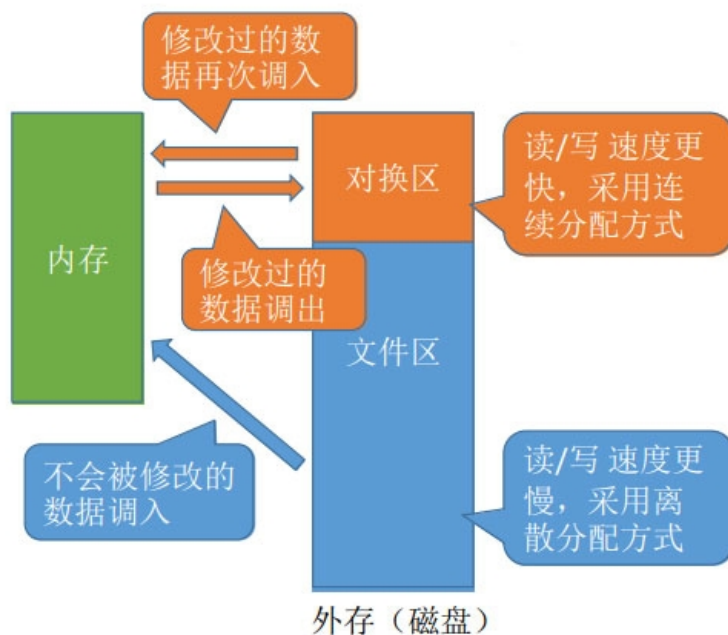 修改过的数
据再次调入
读/写 速度更
快，采用连
续分配方式
对换区
内存
修改过的
数据调出
文件区
不会被修改的
数据调入
读/写 速度更
慢，采用离
散分配方式
外存（磁盘）